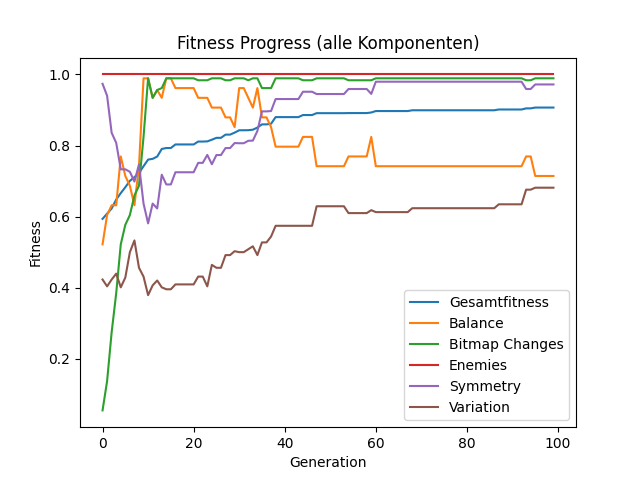 Fitness Progress (alle Komponenten)
1.0
0.8
0.6
0.4
0.2
Fitness
0
20
40
60
80
100
Generation
Gesamtfitness
Balance
Bitmap Changes
Enemies
Symmetry
Variation